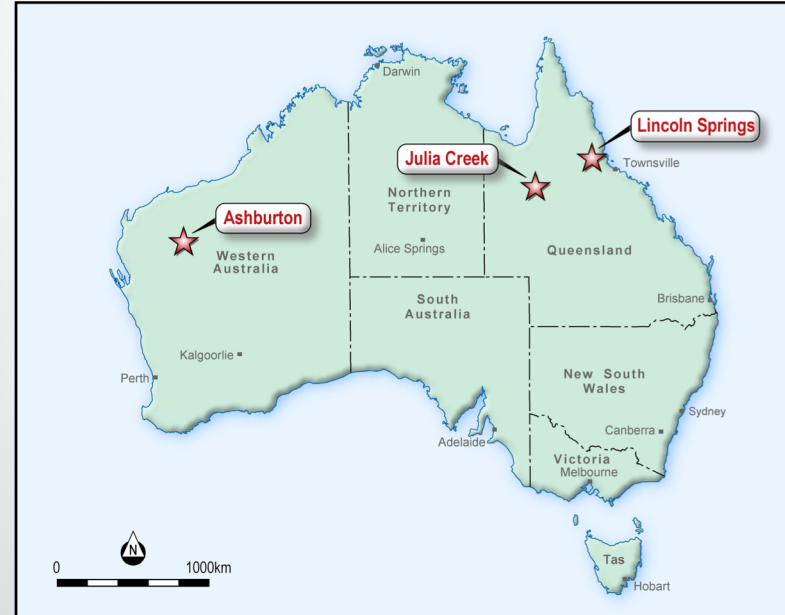 Darwin
Lincoln Springs
Julia Creek
Townsville
Northern
Territory
Ashburton
Alice Springs
Queensland
Western
Australia
South
Australia
Brisbane
Kalgoorlie
Perth
New South
Wales
Sydney
Canberra
Adelaide
Victoria
Melbourne
N
0 1000km
Tas
Hobart